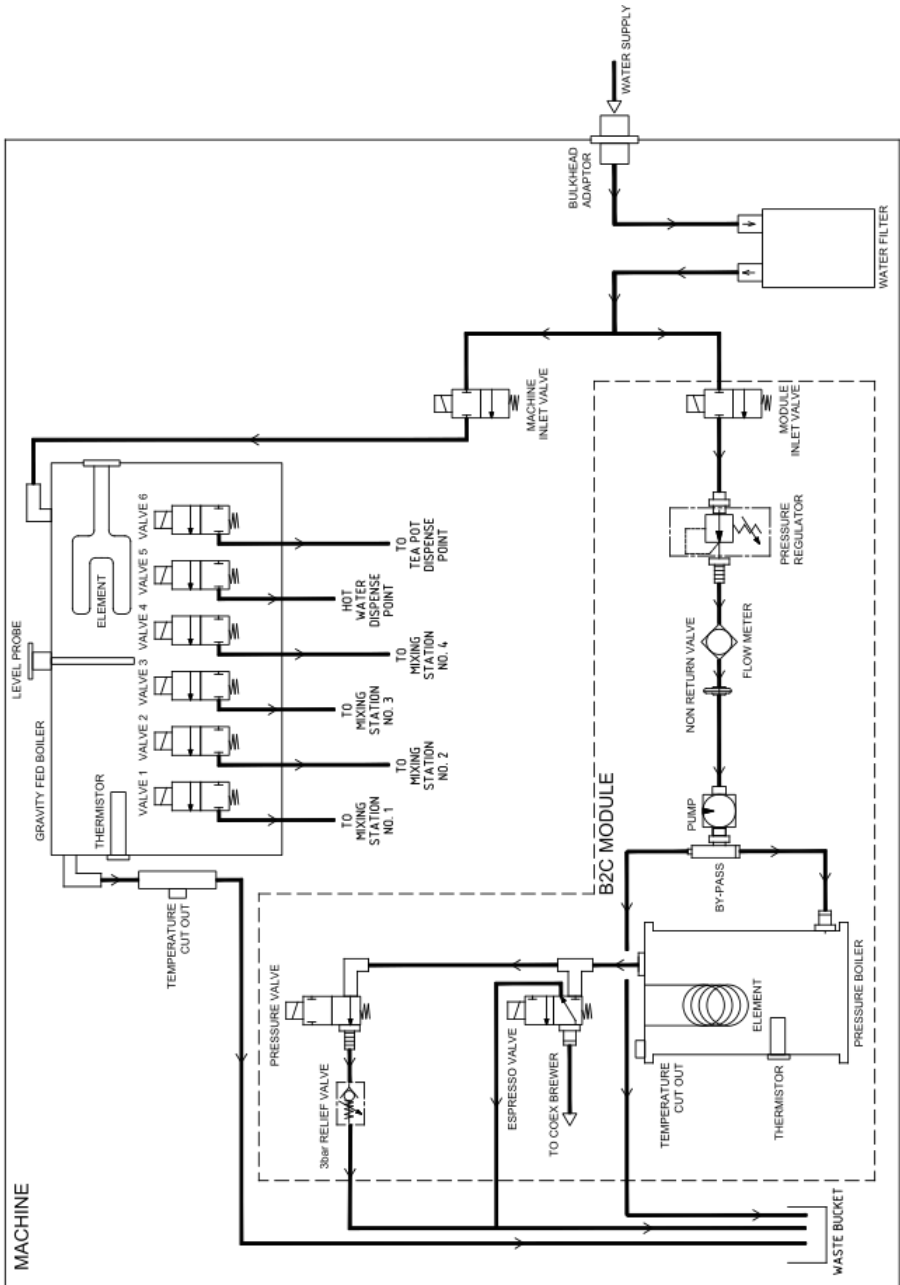 MACHINE
GRAVITY FED BOILER
LEVEL PROBE
THERMISTOR
ELEMENT
VALVE 1
VALVE 2
VALVE 3
VALVE 4
VALVE 5
VALVE 6
TEMPERATURE
CUT OUT
TO
MIXING
STATION
NO. 1
TO
MIXING
STATION
NO. 2
TO
MIXING
STATION
NO. 3
TO
MIXING
STATION
NO. 4
HOT
WATER
DISPENSE
POINT
TO
TEA POT
DISPENSE
POINT
MACHINE
INLET VALVE
BULKHEAD
ADAPTOR
WATER SUPPLY
WATER FILTER
PRESSURE VALVE
3bar RELIEF VALVE
ESPRESSO VALVE
TO COEX BREWER
B2C MODULE
PUMP
BY-PASS
NON RETURN VALVE
FLOW METER
PRESSURE
REGULATOR
MODULE
INLET VALVE
TEMPERATURE
CUT OUT
THERMISTOR
ELEMENT
PRESSURE BOILER
WASTE BUCKET